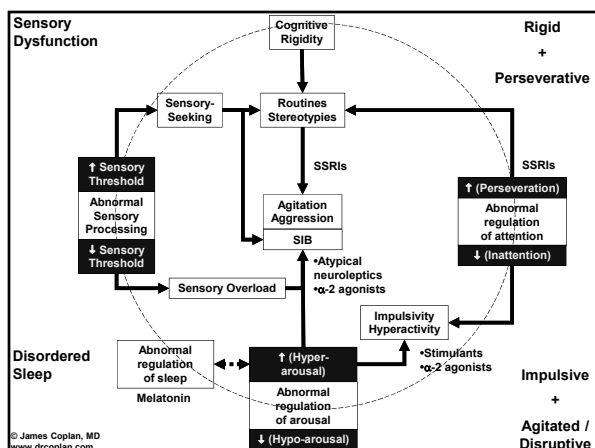 Sensory
Dysfunction
Cognitive
Rigidity
Rigid
+
Perseverative
Sensory-
Seeking
Routines
Stereotypies
SSRIs
SSRIs
↑ Sensory
Threshold
Abnormal
Sensory
Processing
↓ Sensory
Threshold
Agitation
Aggression
SIB
↑ (Perseveration)
Abnormal
regulation
of attention
↓ (Inattention)
•Atypical
neuroleptics
•α-2 agonists
Sensory Overload
Impulsivity
Hyperactivity
Disordered
Sleep
Abnormal
regulation
of sleep
Melatonin
↑ (Hyper-
arousal)
Abnormal
regulation
of arousal
↓ (Hypo-arousal)
•Stimulants
•α-2 agonists
Impulsive
+
Agitated /
Disruptive
© James Coplan, MD
www.drcoplan.com